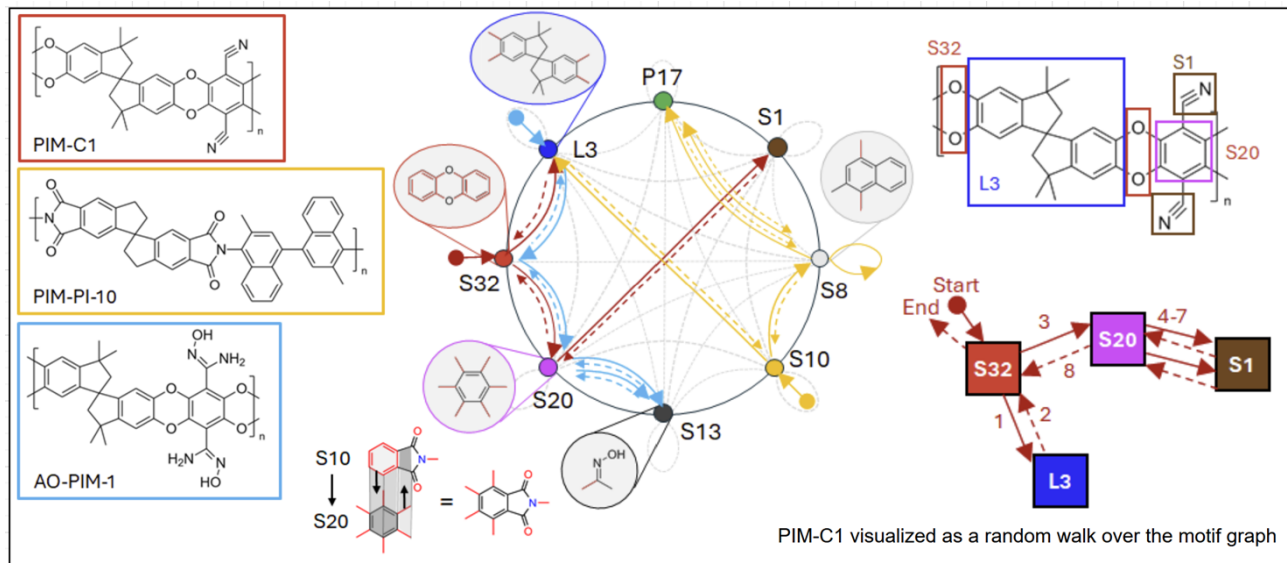 O
O
N
N
n
PIM-C1
O
O
N
O
O
N
O
O
n
PIM-PI-10
OH
N
NH₂
O
O
O
O
n
H₂N
N
HO
AO-PIM-1
P17
S1
L3
O
O
S32
S8
S20
S10
S13
N
OH
S10
S20
O
N
O
=
O
N
O
S32
S1
N
O
O
O
O
L3
S20
N
n
Start
End
3
4-7
S20
S32
8
S1
1
2
L3
PIM-C1 visualized as a random walk over the motif graph